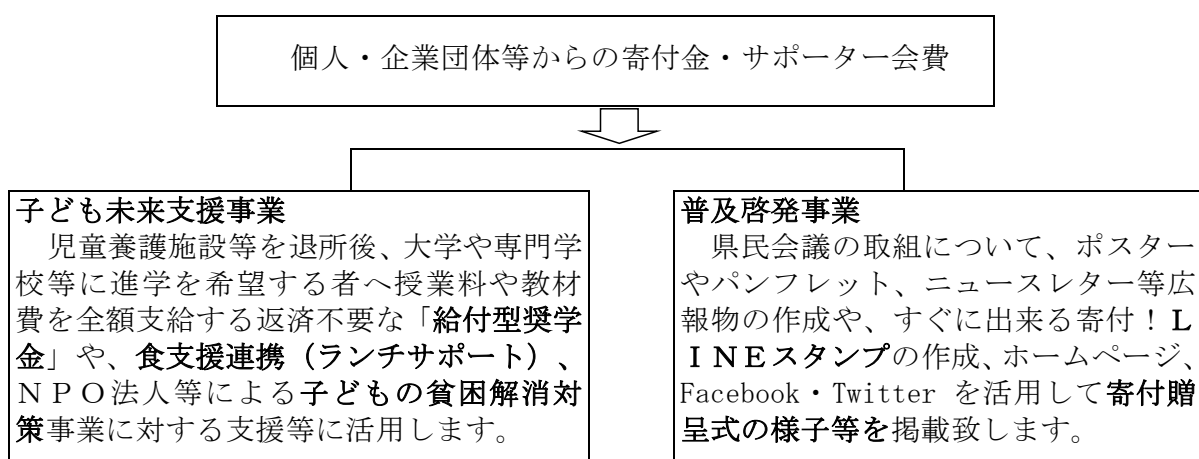 個人・企業団体等からの寄付金・サポーター会費
子ども未来支援事業
児童養護施設等を退所後、大学や専門学
校等に進学を希望する者へ授業料や教材
費を全額支給する返済不要な「給付型奨学
金」や、食支援連携（ランチサポート）、
ＮＰＯ法人等による子どもの貧困解消対
策事業に対する支援等に活用します。
普及啓発事業
県民会議の取組について、ポスター
やパンフレット、ニュースレター等広
報物の作成や、すぐに出来る寄付！Ｌ
ＩＮＥスタンプの作成、ホームページ、
Facebook・Twitter を活用して寄付贈
呈式の様子等を掲載致します。